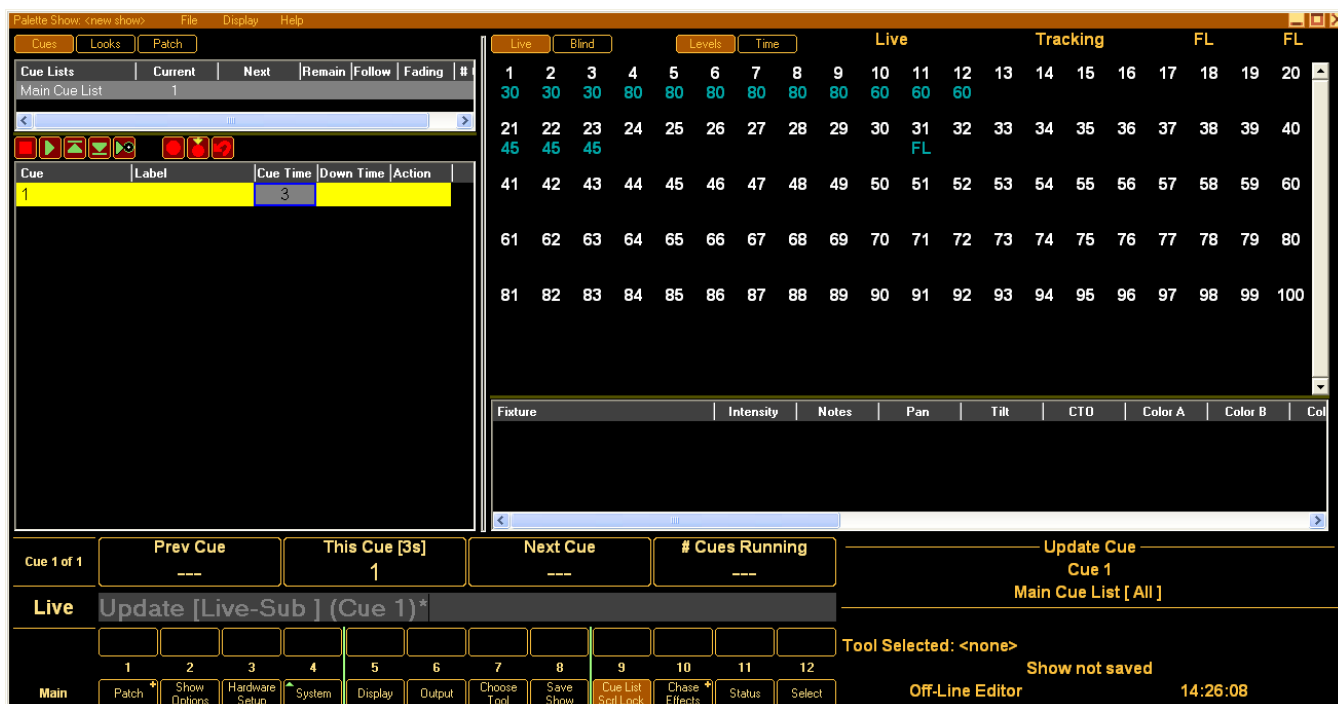 Palette Show: <new show> File Display Help
Cues Looks Patch
Cue Lists Current Next Remain Follow Fading #
Main Cue List 1
Cue Label Cue Time Down Time Action
1 3
Live Blind Levels Time Live Tracking FL FL
1 2 3 4 5 6 7 8 9 10 11 12 13 14 15 16 17 18 19 20
30 30 30 80 80 80 80 80 80 60 60 60
21 22 23 24 25 26 27 28 29 30 31 32 33 34 35 36 37 38 39 40
45 45 45 FL
41 42 43 44 45 46 47 48 49 50 51 52 53 54 55 56 57 58 59 60
61 62 63 64 65 66 67 68 69 70 71 72 73 74 75 76 77 78 79 80
81 82 83 84 85 86 87 88 89 90 91 92 93 94 95 96 97 98 99 100
Fixture Intensity Notes Pan Tilt CTO Color A Color B Col
Cue 1 of 1
Prev Cue This Cue [3s] Next Cue # Cues Running
--- 1 --- ---
Live Update [Live-Sub ] (Cue 1)*
Update Cue
Cue 1
Main Cue List [ All ]
1 2 3 4 5 6 7 8 9 10 11 12
Main
Patch
Show
Options
Hardware
Setup
System
Display
Output
Choose
Tool
Save
Show
Cue List
Scrl Lock
Chase
Effects
Status
Select
Tool Selected: <none>
Show not saved
Off-Line Editor 14:26:08